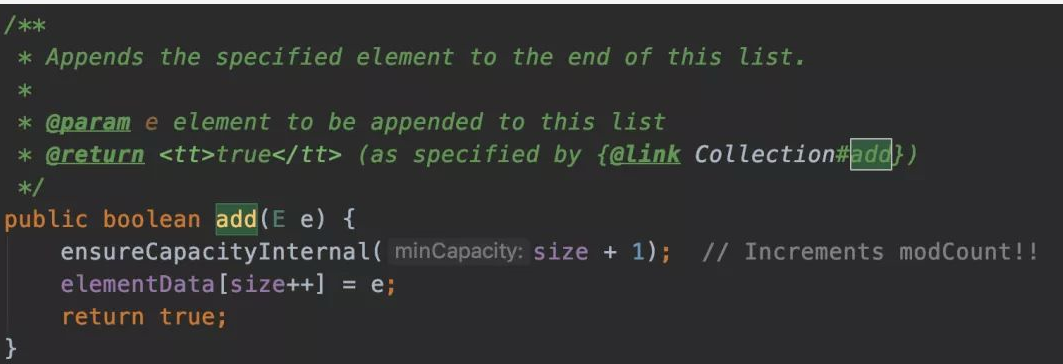 /**
 * Appends the specified element to the end of this list.
 *
 * @param e element to be appended to this list
 * @return <tt>true</tt> (as specified by {@link Collection#add})
 */
public boolean add(E e) {
    ensureCapacityInternal( minCapacity: size + 1);  // Increments modCount!!
    elementData[size++] = e;
    return true;
}